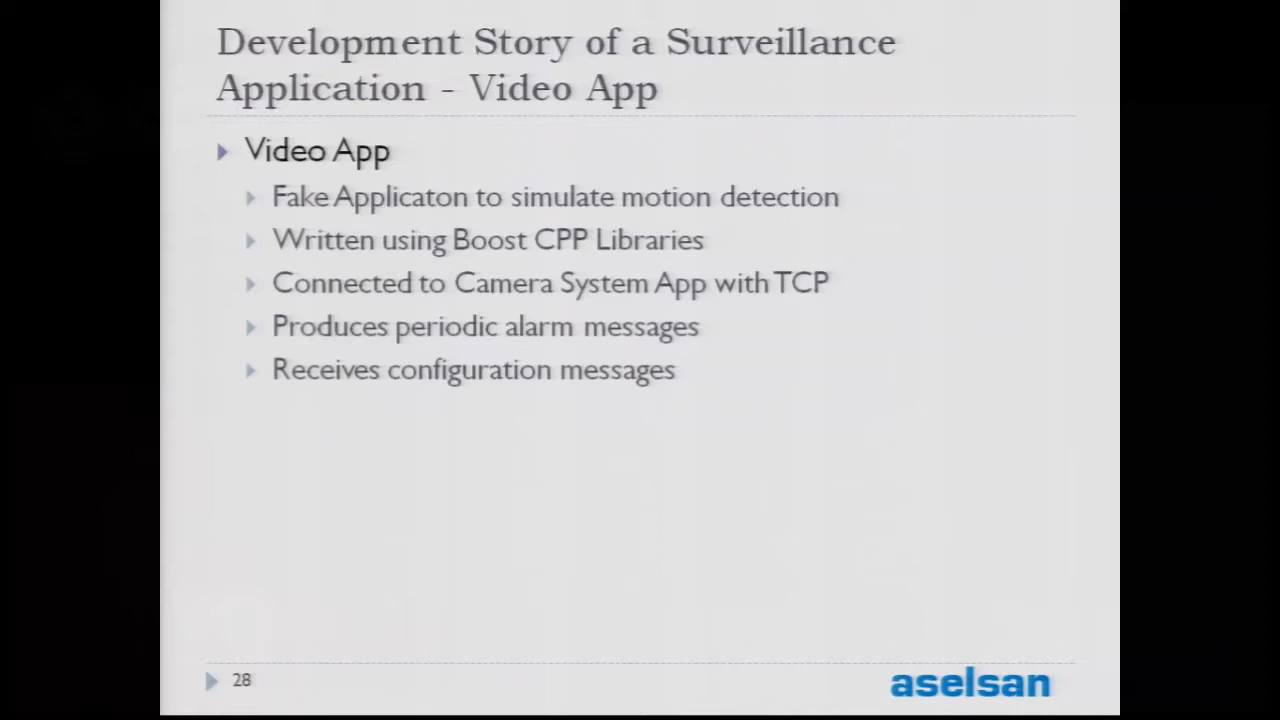 Development Story of a Surveillance
Application - Video App
Video App
Fake Applicaton to simulate motion detection
Written using Boost CPP Libraries
Connected to Camera System App with TCP
Produces periodic alarm messages
Receives configuration messages
28
aselsan